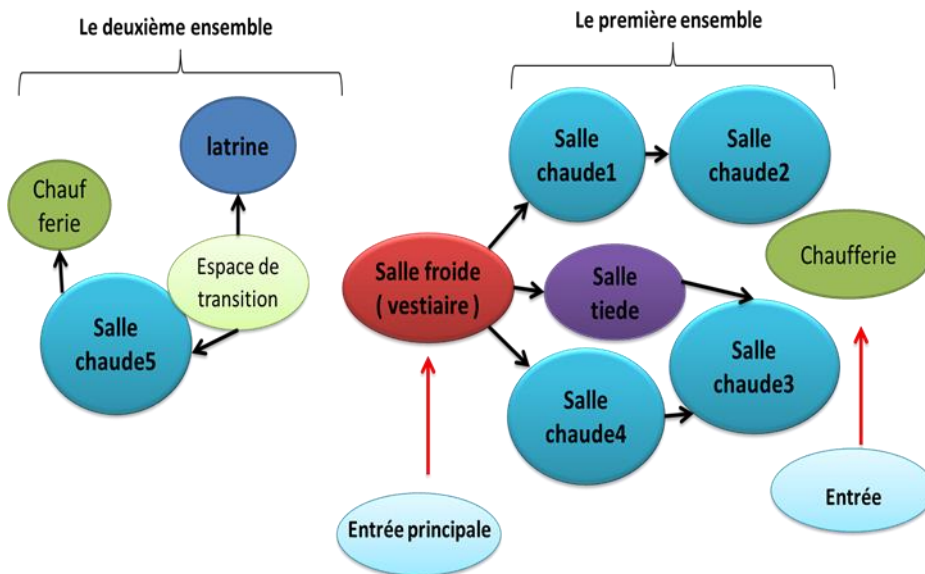 Le deuxième ensemble
Le première ensemble
latrine
Chauf
ferie
Espace de
transition
Salle
chaude5
Salle
chaude1
Salle
chaude2
Salle froide
( vestiaire )
Salle
tiede
Chaufferie
Salle
chaude3
Salle
chaude4
Entrée principale
Entrée